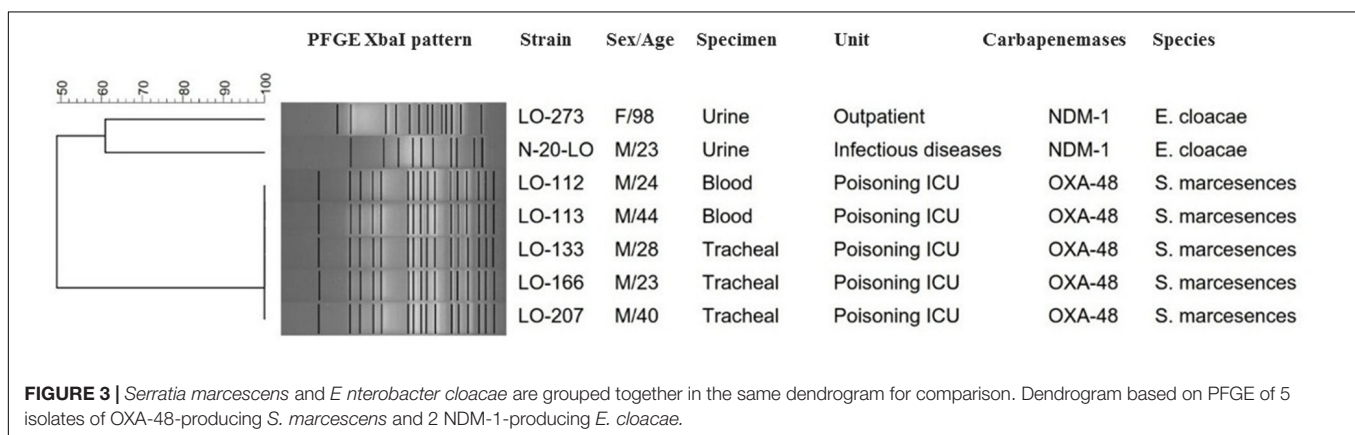 PFGE XbaI pattern Strain Sex/Age Specimen Unit Carbapenemases Species
50 60 70 80 90 100
LO-273 F/98 Urine Outpatient NDM-1 E. cloacae
N-20-LO M/23 Urine Infectious diseases NDM-1 E. cloacae
LO-112 M/24 Blood Poisoning ICU OXA-48 S. marcesences
LO-113 M/44 Blood Poisoning ICU OXA-48 S. marcesences
LO-133 M/28 Tracheal Poisoning ICU OXA-48 S. marcesences
LO-166 M/23 Tracheal Poisoning ICU OXA-48 S. marcesences
LO-207 M/40 Tracheal Poisoning ICU OXA-48 S. marcesences
FIGURE 3 | Serratia marcescens and E nterobacter cloacae are grouped together in the same dendrogram for comparison. Dendrogram based on PFGE of 5
isolates of OXA-48-producing S. marcescens and 2 NDM-1-producing E. cloacae.